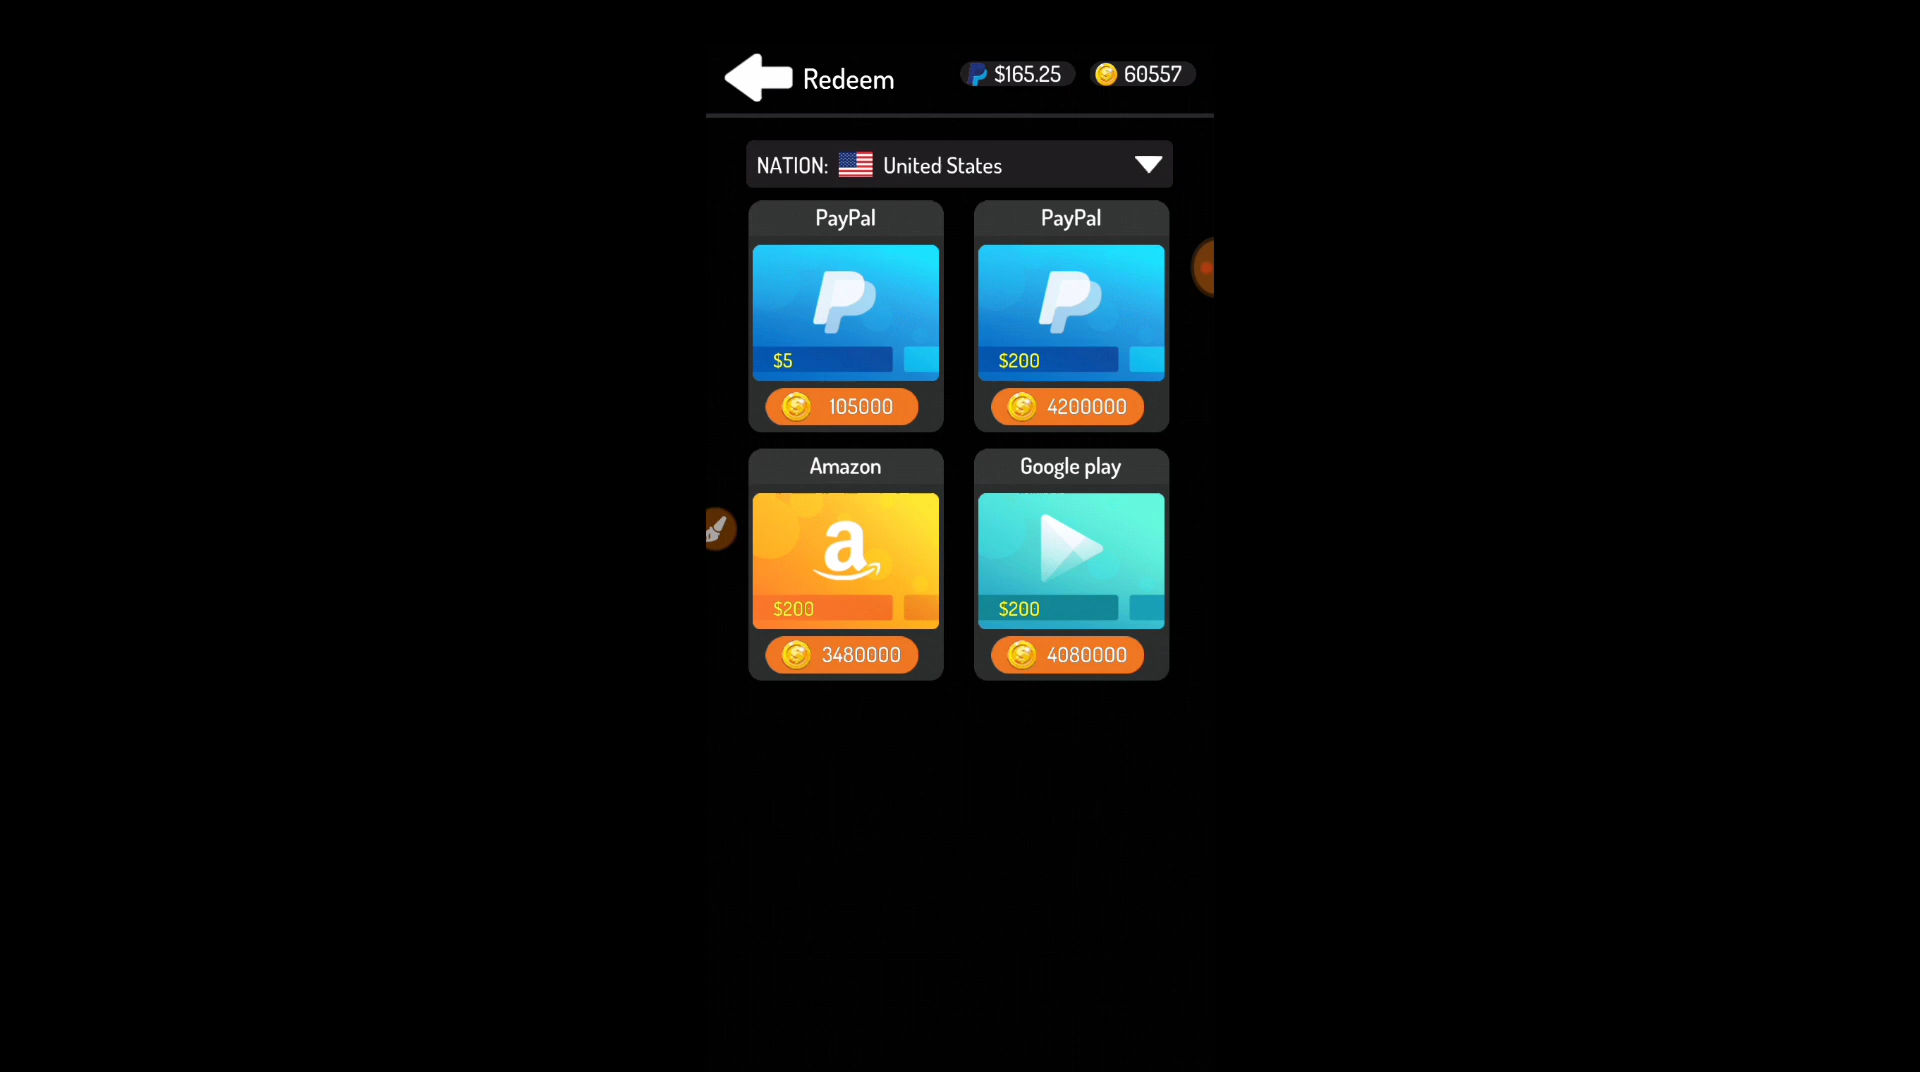 Redeem
$165.25
60557
NATION: United States
PayPal
PayPal
$5
$200
105000
4200000
Amazon
Google play
a
$200
$200
3480000
4080000